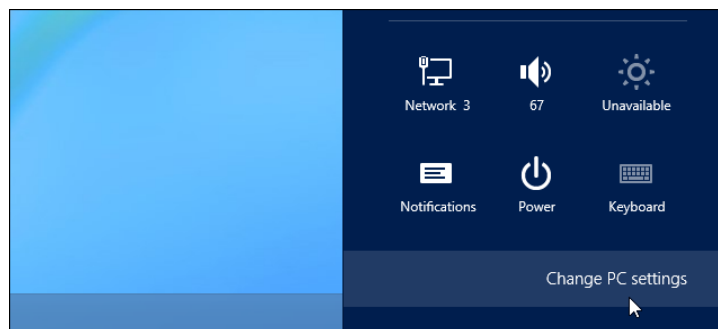 Network 3
67
Unavailable
Notifications
Power
Keyboard
Change PC settings